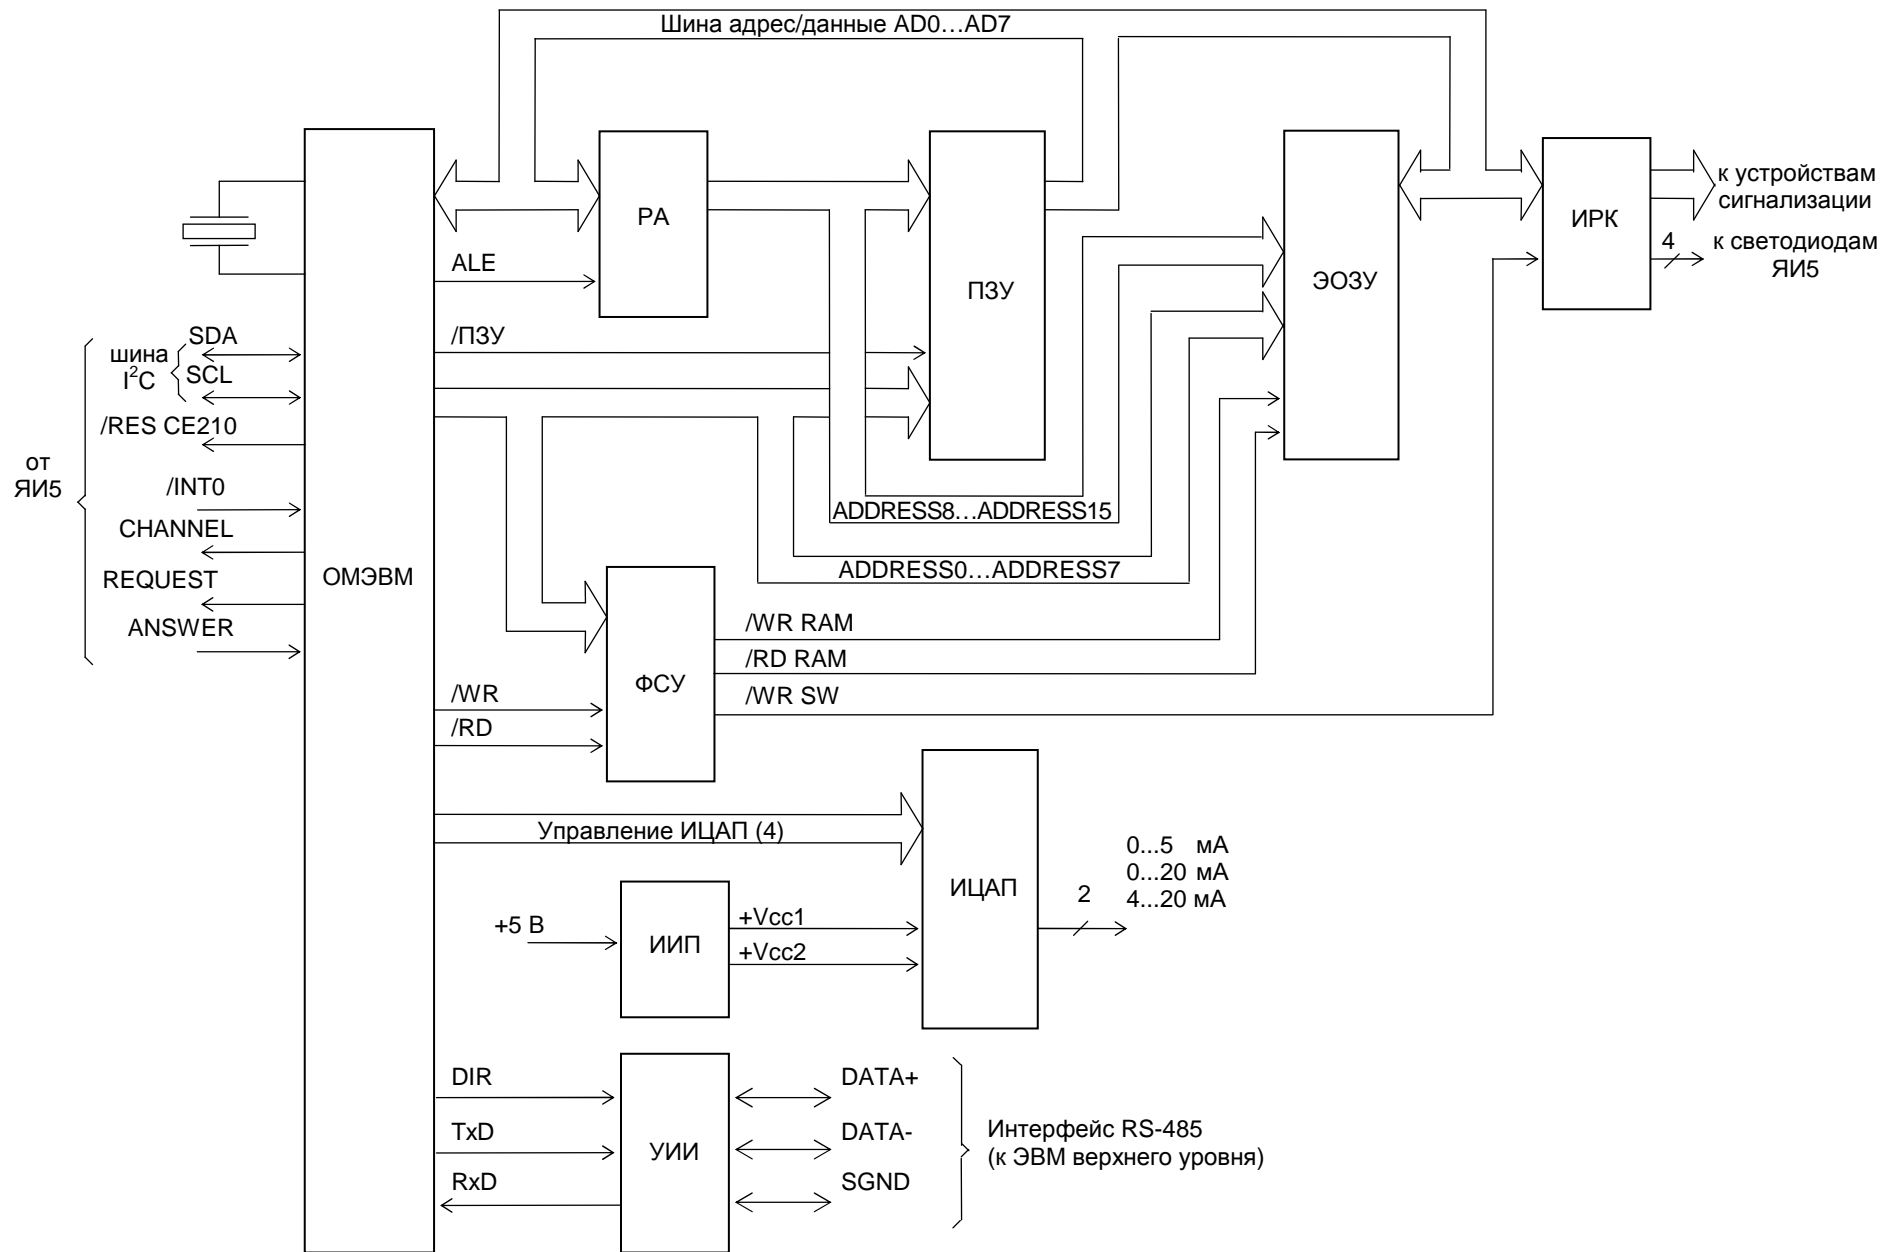 Шина адрес/данные AD0…AD7
РА
ПЗУ
ЭОЗУ
ИРК
к устройствам
сигнализации
4
к светодиодам
ЯИ5
ALE
/ПЗУ
SDA
шина
I²C
SCL
/RES CE210
от
ЯИ5
/INT0
CHANNEL
REQUEST
ANSWER
ОМЭВМ
ADDRESS8…ADDRESS15
ADDRESS0…ADDRESS7
/WR RAM
/RD RAM
/WR SW
ФСУ
/WR
/RD
Управление ИЦАП (4)
ИЦАП
0...5 мА
0...20 мА
4...20 мА
2
+5 В
ИИП
+Vcc1
+Vcc2
DIR
TxD
RxD
УИИ
DATA+
DATA-
SGND
Интерфейс RS-485
(к ЭВМ верхнего уровня)